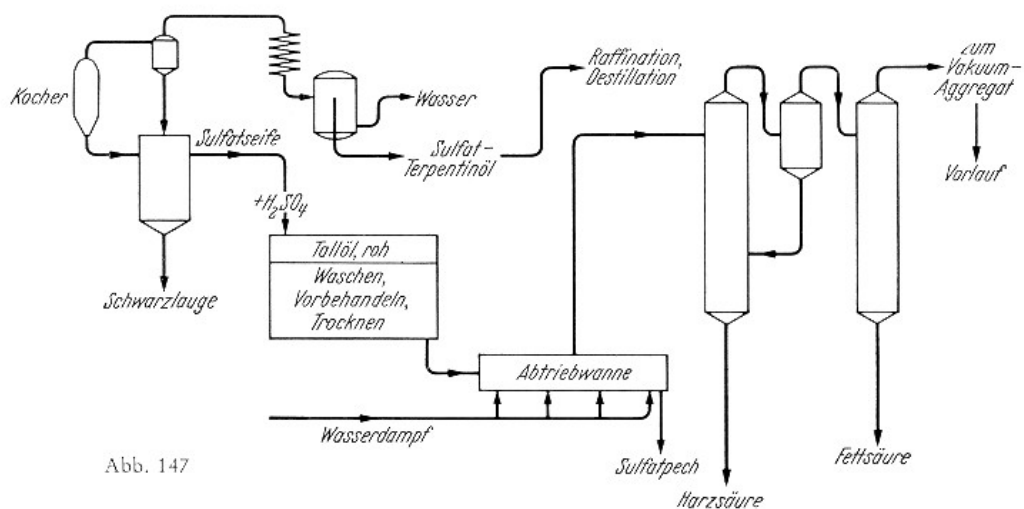 Kocher
Sulfatseife
+H₂SO₄
Schwarzlauge
Tallöl, roh
Waschen,
Vorbehandeln,
Trocknen
Wasser
Sulfat-
Terpentinöl
Raffination,
Destillation
Abtriebwanne
Wasserdampf
Sulfatpech
Harzsäure
Fettsäure
zum
Vakuum-
Aggregat
Vorlauf
Abb. 147